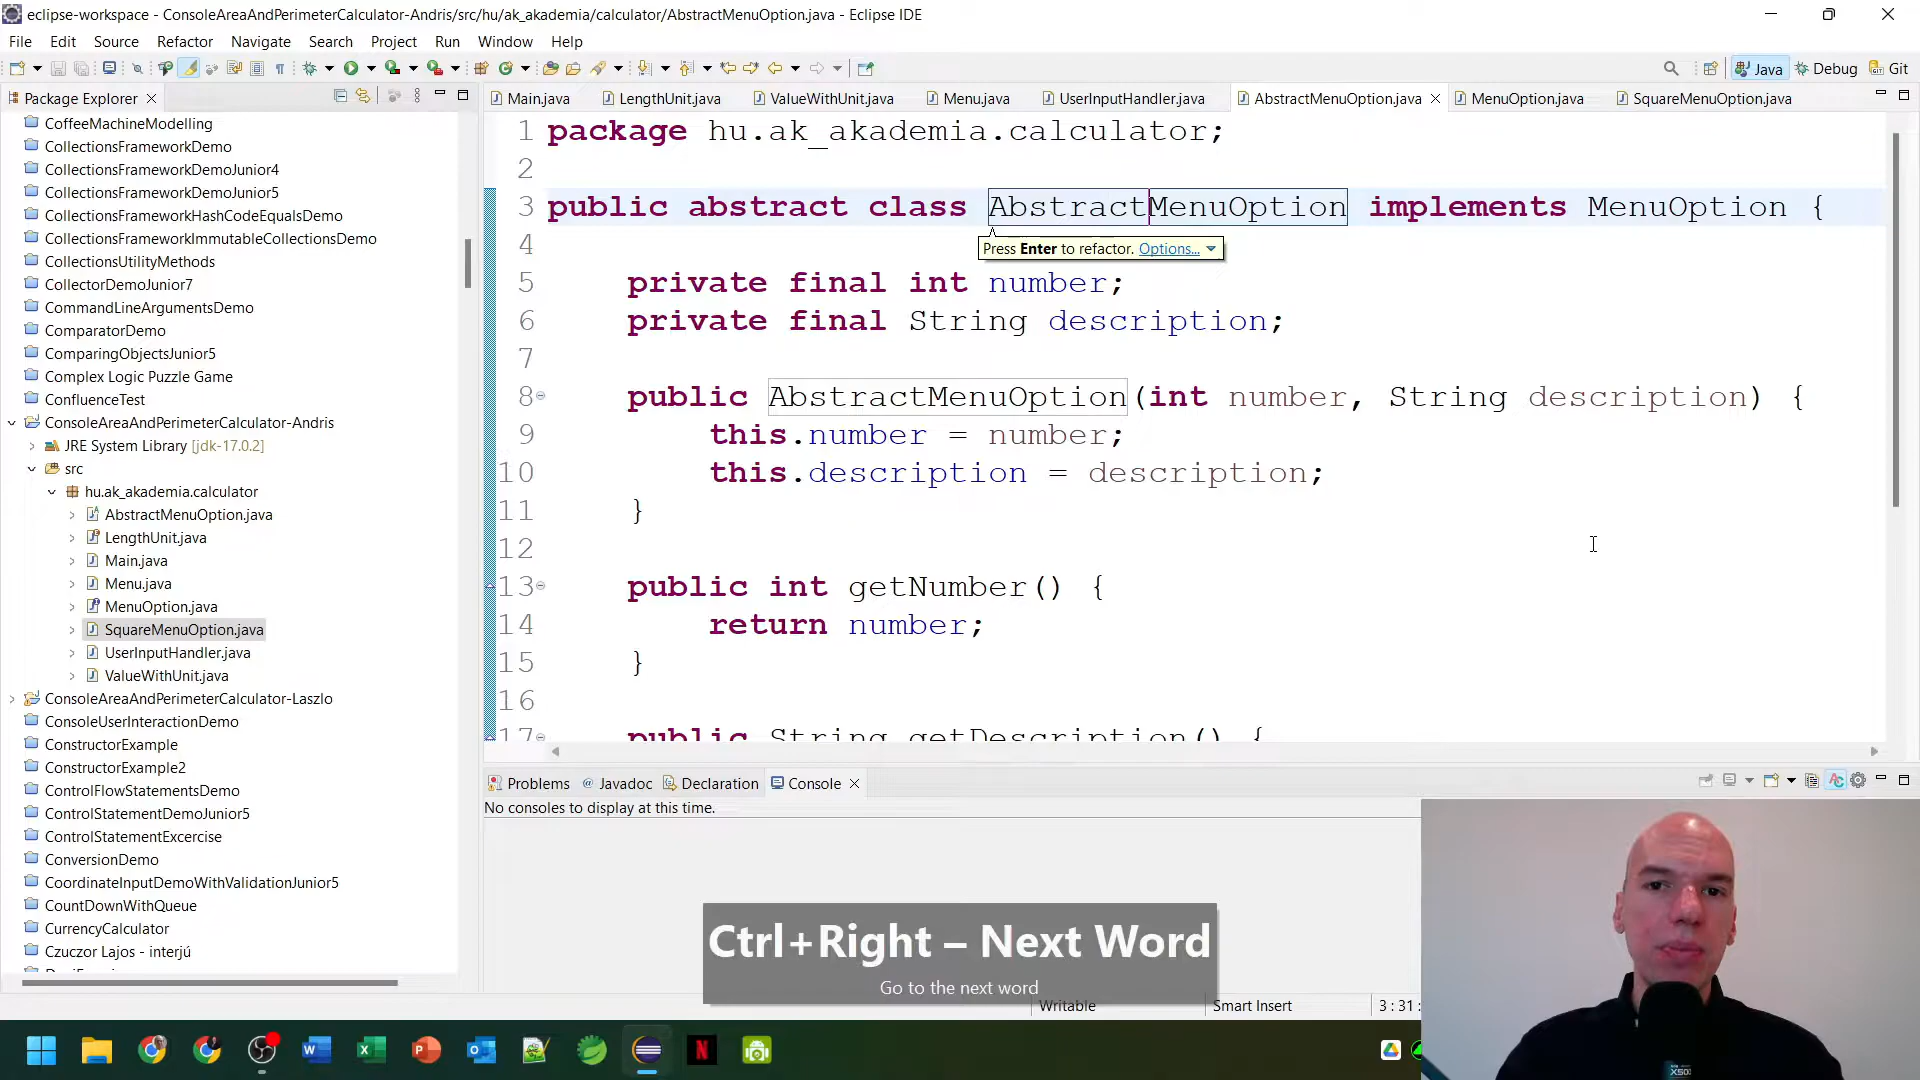 eclipse-workspace - ConsoleAreaAndPerimeterCalculator-Andris/src/hu/ak_akademia/calculator/AbstractMenuOption.java - Eclipse IDE
File Edit Source Refactor Navigate Search Project Run Window Help
Java Debug Git
Package Explorer
Main.java LengthUnit.java ValueWithUnit.java Menu.java UserInputHandler.java AbstractMenuOption.java MenuOption.java SquareMenuOption.java
CoffeeMachineModelling
CollectionsFrameworkDemo
CollectionsFrameworkDemoJunior4
CollectionsFrameworkDemoJunior5
CollectionsFrameworkHashCodeEqualsDemo
CollectionsFrameworkImmutableCollectionsDemo
CollectionsUtilityMethods
CollectorDemoJunior7
CommandLineArgumentsDemo
ComparatorDemo
ComparingObjectsJunior5
Complex Logic Puzzle Game
ConfluenceTest
ConsoleAreaAndPerimeterCalculator-Andris
JRE System Library [jdk-17.0.2]
src
hu.ak_akademia.calculator
AbstractMenuOption.java
LengthUnit.java
Main.java
Menu.java
MenuOption.java
SquareMenuOption.java
UserInputHandler.java
ValueWithUnit.java
ConsoleAreaAndPerimeterCalculator-Laszlo
ConsoleUserInteractionDemo
ConstructorExample
ConstructorExample2
ControlFlowStatementsDemo
ControlStatementDemoJunior5
ControlStatementExcercise
ConversionDemo
CoordinateInputDemoWithValidationJunior5
CountDownWithQueue
CurrencyCalculator
Czuczor Lajos - interjú
1 package hu.ak_akademia.calculator;
2
3 public abstract class AbstractMenuOption implements MenuOption {
4
Press Enter to refactor. Options...
5 private final int number;
6 private final String description;
7
8 public AbstractMenuOption(int number, String description) {
9 this.number = number;
10 this.description = description;
11 }
12
13 public int getNumber() {
14 return number;
15 }
16
17 public String getDescription() {
Problems Javadoc Declaration Console
No consoles to display at this time.
Ctrl+Right – Next Word
Go to the next word
Writable Smart Insert 3 : 31 :